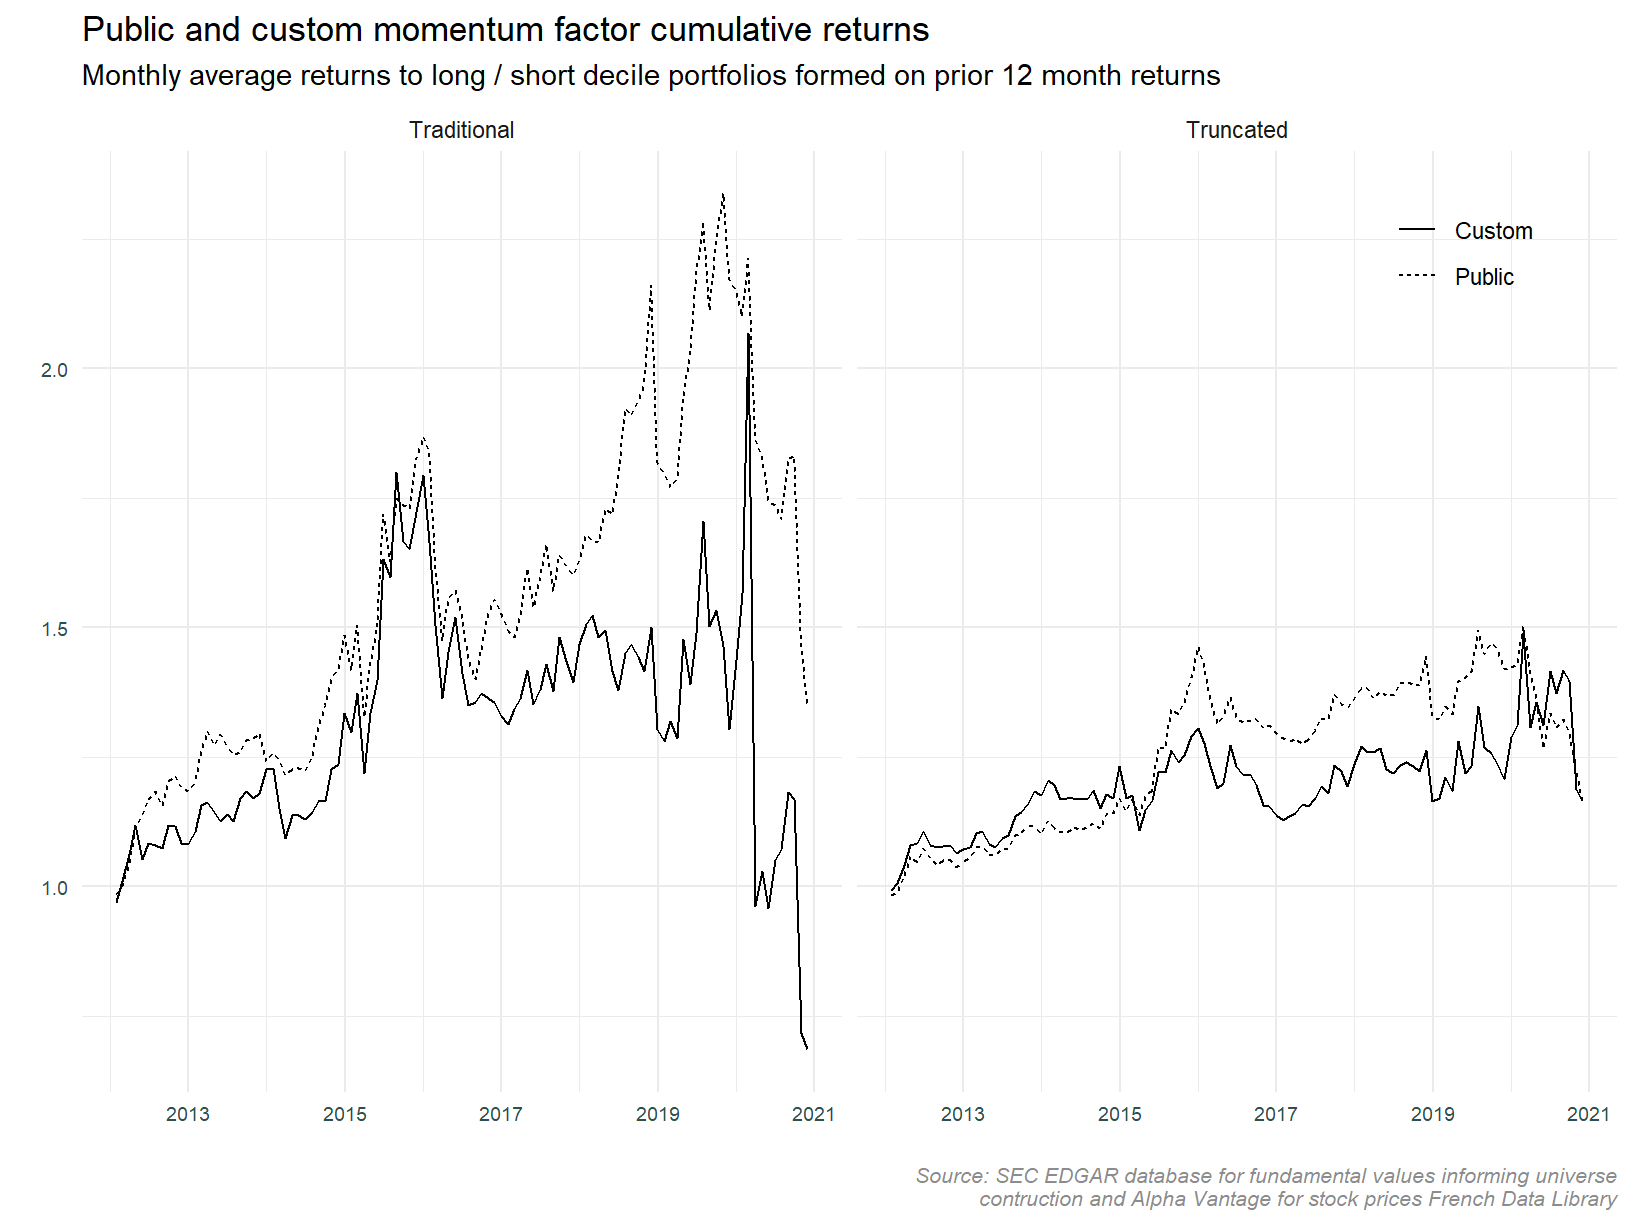 Public and custom momentum factor cumulative returns
Monthly average returns to long / short decile portfolios formed on prior 12 month returns
Traditional
Truncated
Custom
Public
2.0
1.5
1.0
2013 2015 2017 2019 2021
2013 2015 2017 2019 2021
Source: SEC EDGAR database for fundamental values informing universe
contruction and Alpha Vantage for stock prices French Data Library